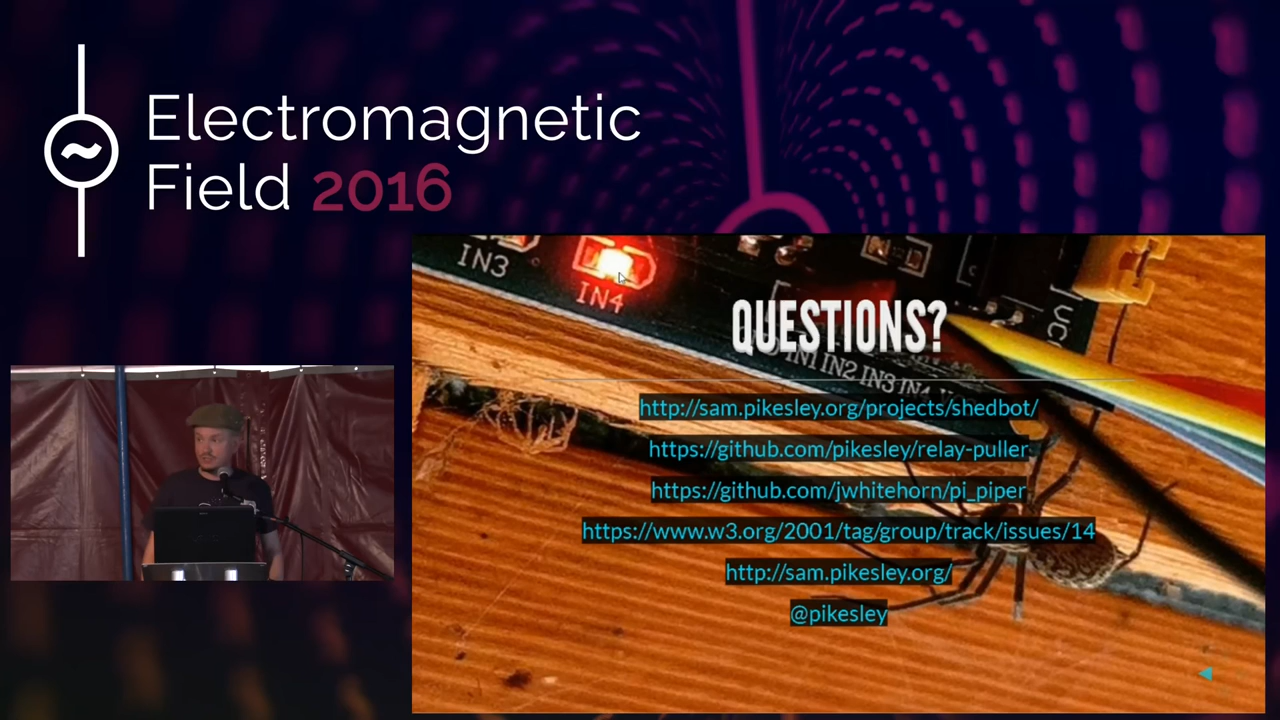 Electromagnetic
Field 2016
IN3
IN4
QUESTIONS?
IN1 IN2 IN3 IN4
http://sam.pikesley.org/projects/shedbot/
https://github.com/pikesley/relay-puller
https://github.com/jwhitehorn/pi_piper
https://www.w3.org/2001/tag/group/track/issues/14
http://sam.pikesley.org/
@pikesley